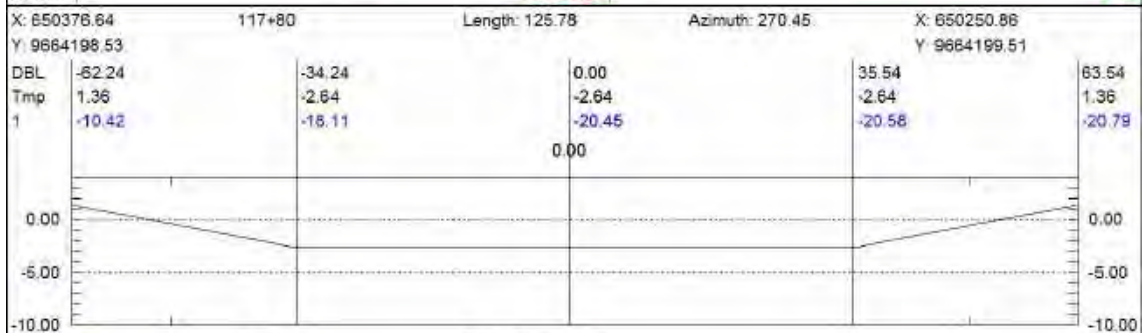 X: 650376.64 117+80 Length: 125.78 Azimuth: 270.45 X: 650250.86
Y: 9664198.53 Y: 9664199.51
DBL -62.24 -34.24 0.00 35.54 63.54
Tmp 1.36 -2.64 -2.64 -2.64 1.36
1 -10.42 -18.11 -20.45 -20.58 -20.79
0.00
0.00 0.00
-5.00 -5.00
-10.00 -10.00